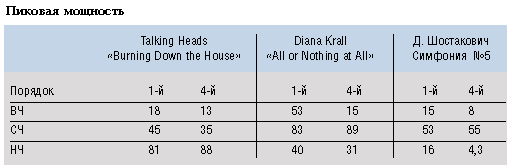 Пиковая мощность
Talking Heads Diana Krall Д. Шостакович
«Burning Down the House» «All or Nothing at All» Симфония №5
Порядок 1-й 4-й 1-й 4-й 1-й 4-й
ВЧ 18 13 53 15 15 8
СЧ 45 35 83 89 53 55
НЧ 81 88 40 31 16 4,3